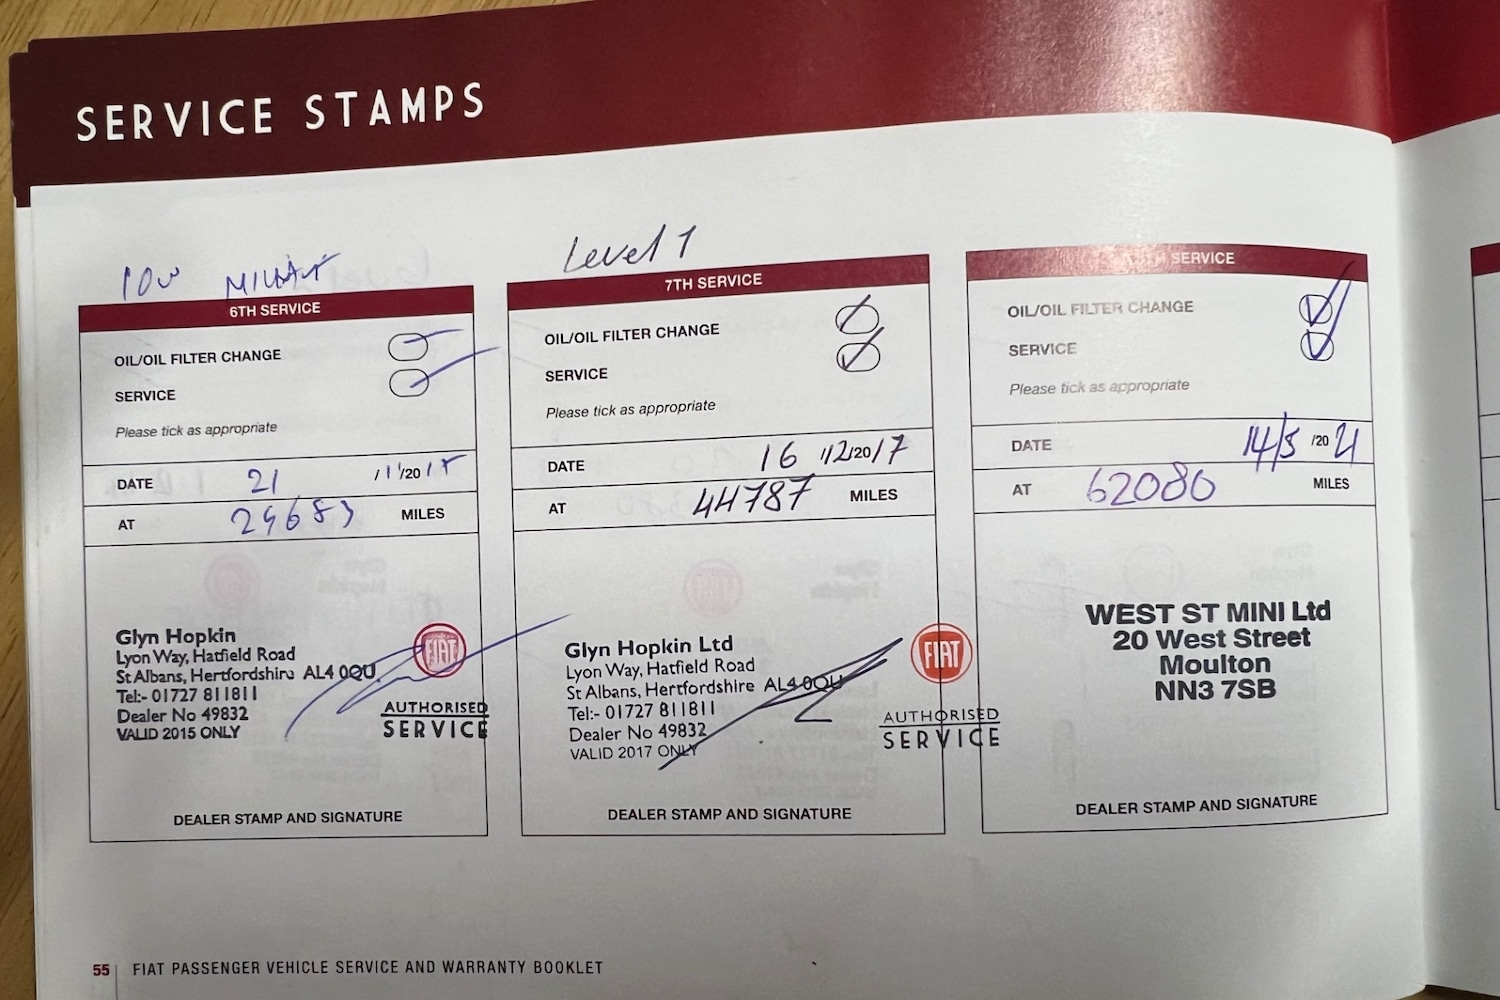 SERVICE STAMPS
low
6TH SERVICE
OIL/OIL FILTER CHANGE
SERVICE
Please tick as appropriate
DATE 21 /11/2015
AT 29683 MILES
Glyn Hopkin
Lyon Way, Hatfield Road
St Albans, Hertfordshire AL4 0QU
Tel:- 01727 811811
Dealer No 49832
VALID 2015 ONLY
FIAT
AUTHORISED
SERVICE
DEALER STAMP AND SIGNATURE
Level 1
7TH SERVICE
OIL/OIL FILTER CHANGE
SERVICE
Please tick as appropriate
DATE 16 /12/2017
AT 44787 MILES
Glyn Hopkin Ltd
Lyon Way, Hatfield Road
St Albans, Hertfordshire AL4 0QU
Tel:- 01727 811811
Dealer No 49832
VALID 2017 ONLY
FIAT
AUTHORISED
SERVICE
DEALER STAMP AND SIGNATURE
SERVICE
OIL/OIL FILTER CHANGE
SERVICE
Please tick as appropriate
DATE 14/5 /2021
AT 62080 MILES
WEST ST MINI Ltd
20 West Street
Moulton
NN3 7SB
DEALER STAMP AND SIGNATURE
55 FIAT PASSENGER VEHICLE SERVICE AND WARRANTY BOOKLET